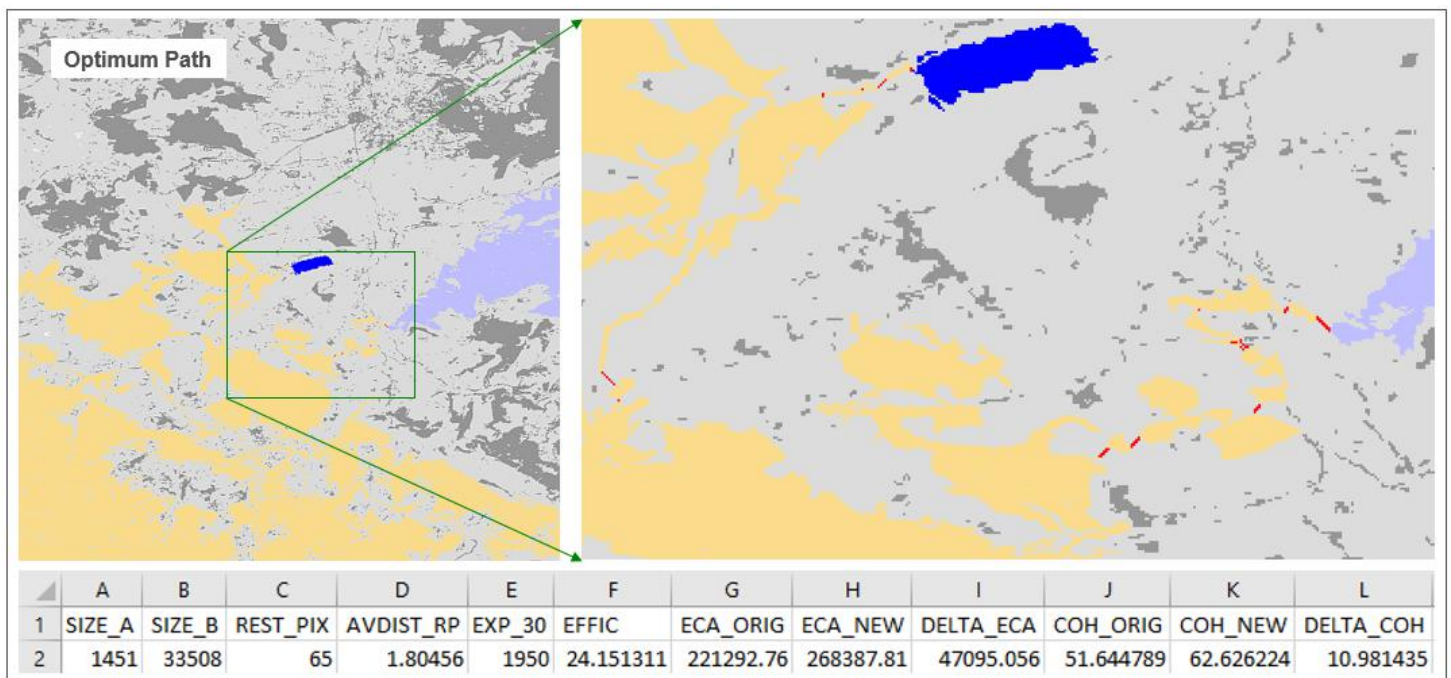 Optimum Path
A B C D E F G H I J K L
1 SIZE_A SIZE_B REST_PIX AVDIST_RP EXP_30 EFFIC ECA_ORIG ECA_NEW DELTA_ECA COH_ORIG COH_NEW DELTA_COH
2 1451 33508 65 1.80456 1950 24.151311 221292.76 268387.81 47095.056 51.644789 62.626224 10.981435